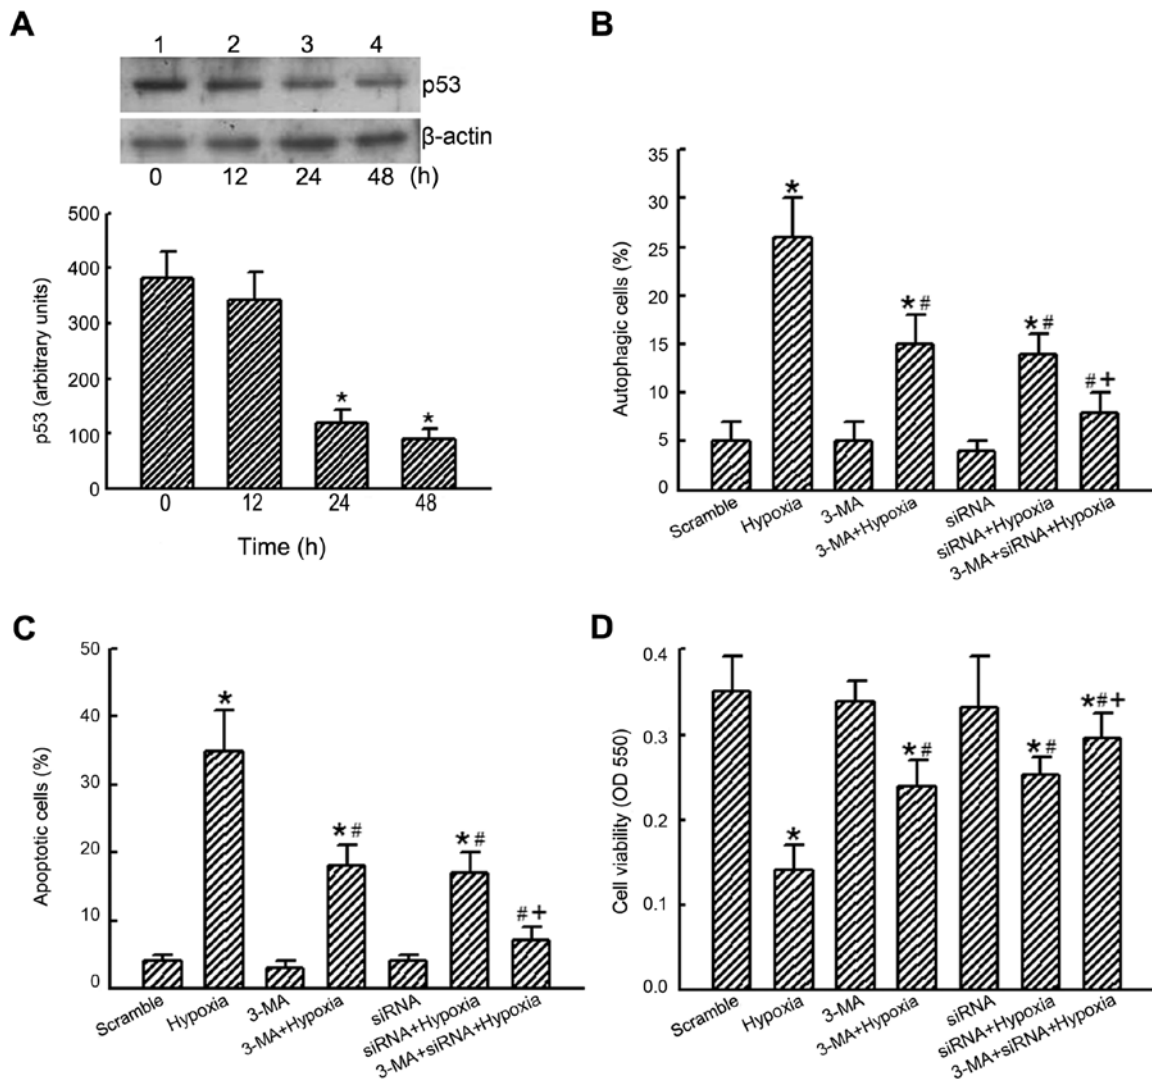 A
1 2 3 4
p53
β-actin
0 12 24 48 (h)
500
400
300
200
100
0
p53 (arbitrary units)
* *
0 12 24 48
Time (h)
B
35
30
25
20
15
10
5
0
Autophagic cells (%)
*
*#
*#
#+
Scramble
Hypoxia
3-MA
3-MA+Hypoxia
siRNA
siRNA+Hypoxia
3-MA+siRNA+Hypoxia
C
50
40
30
20
10
0
Apoptotic cells (%)
*
*#
*#
#+
Scramble
Hypoxia
3-MA
3-MA+Hypoxia
siRNA
siRNA+Hypoxia
3-MA+siRNA+Hypoxia
D
0.4
0.3
0.2
0.1
0.0
Cell viability (OD 550)
*
*#
*#
*#+
Scramble
Hypoxia
3-MA
3-MA+Hypoxia
siRNA
siRNA+Hypoxia
3-MA+siRNA+Hypoxia